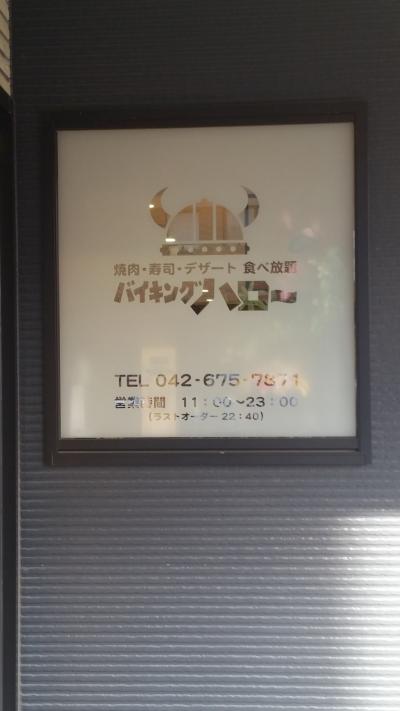 焼肉・寿司・デザート 食べ放題
バイキングハロー
TEL 042-675-7871
営業時間 11：00～23：00
（ラストオーダー 22：40）